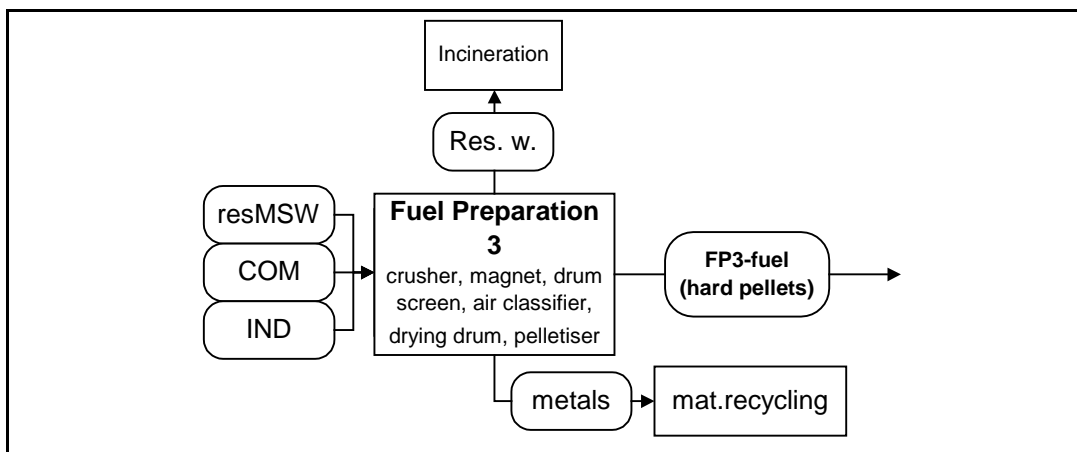 Incineration
Res. w.
resMSW
COM
IND
Fuel Preparation
3
crusher, magnet, drum
screen, air classifier,
drying drum, pelletiser
FP3-fuel
(hard pellets)
metals
mat.recycling